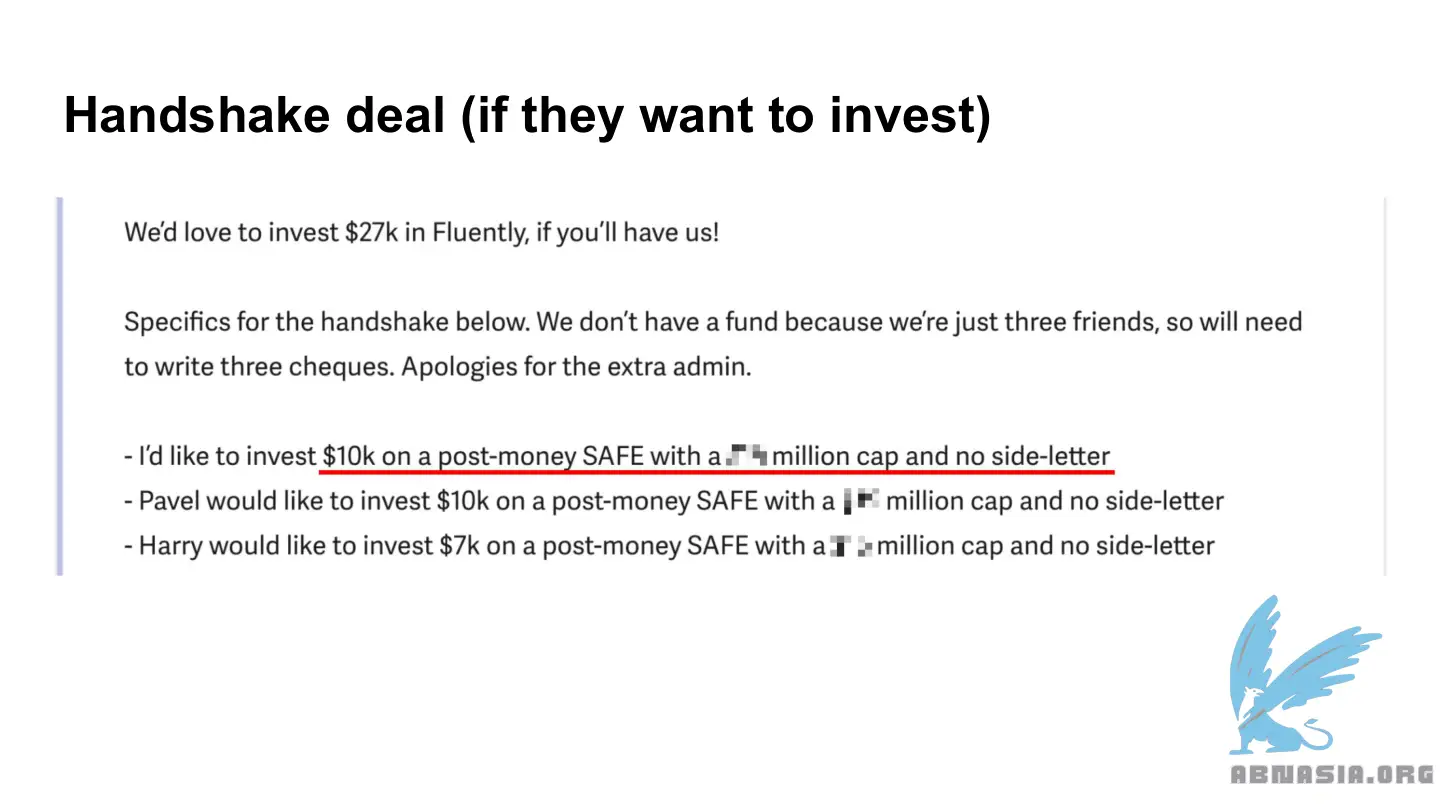 Handshake deal (if they want to invest)
We’d love to invest $27k in Fluently, if you’ll have us!
Specifics for the handshake below. We don’t have a fund because we’re just three friends, so will need
to write three cheques. Apologies for the extra admin.
- I’d like to invest $10k on a post-money SAFE with a million cap and no side-letter
- Pavel would like to invest $10k on a post-money SAFE with a million cap and no side-letter
- Harry would like to invest $7k on a post-money SAFE with a million cap and no side-letter
ABNASIA.ORG